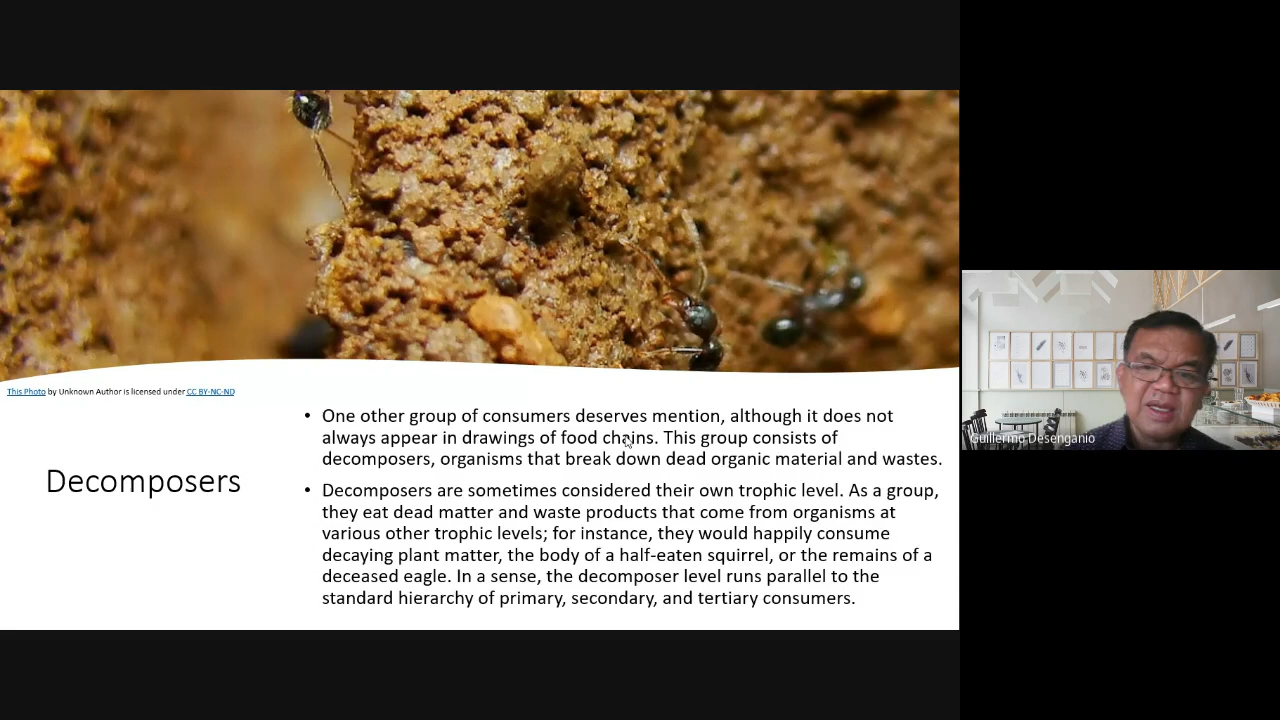 This Photo by Unknown Author is licensed under CC BY-NC-ND
Decomposers
• One other group of consumers deserves mention, although it does not
always appear in drawings of food chains. This group consists of
decomposers, organisms that break down dead organic material and wastes.
• Decomposers are sometimes considered their own trophic level. As a group,
they eat dead matter and waste products that come from organisms at
various other trophic levels; for instance, they would happily consume
decaying plant matter, the body of a half-eaten squirrel, or the remains of a
deceased eagle. In a sense, the decomposer level runs parallel to the
standard hierarchy of primary, secondary, and tertiary consumers.
Guillermo Desenganio